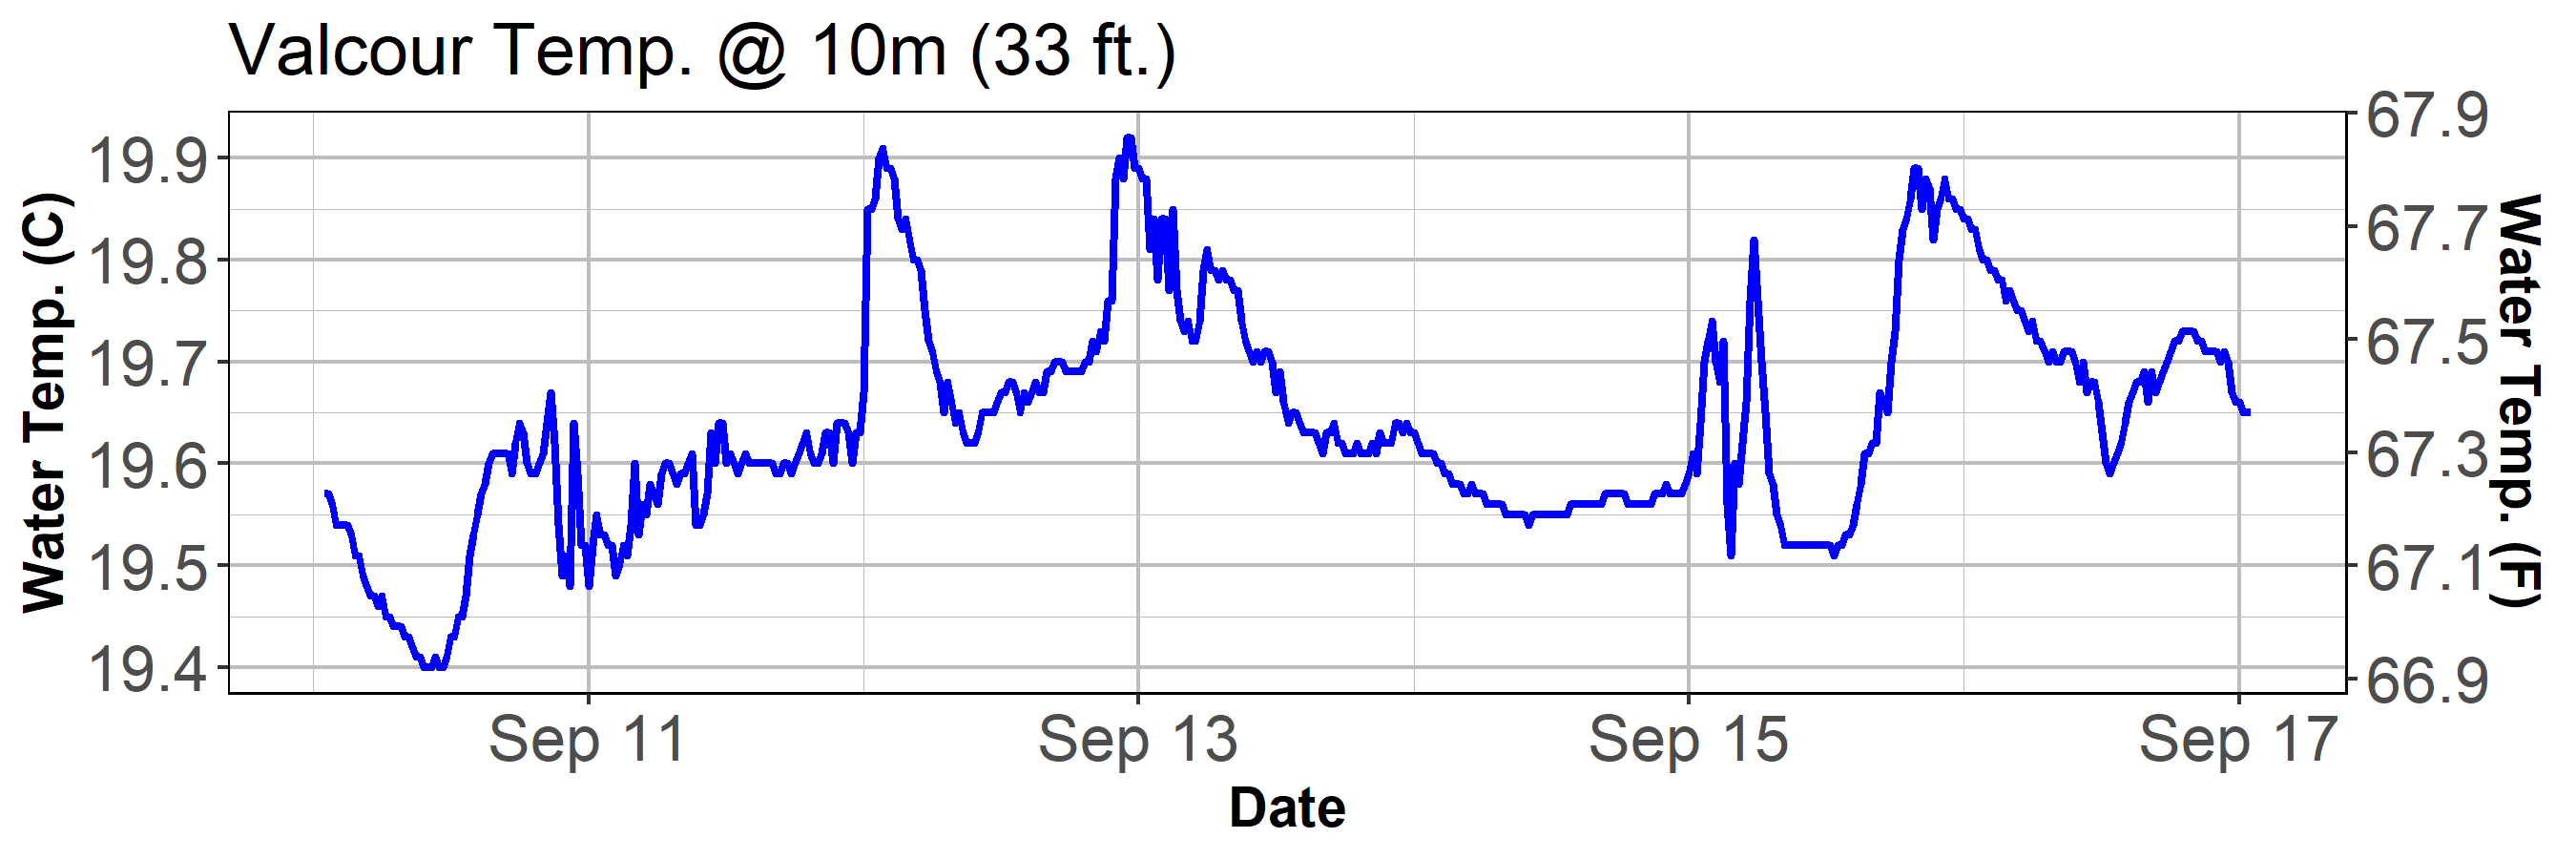 Valcour Temp. @ 10m (33 ft.)
Water Temp. (C)
19.9
19.8
19.7
19.6
19.5
19.4
67.9
67.7
67.5
67.3
67.1
66.9
Water Temp. (F)
Sep 11 Sep 13 Sep 15 Sep 17
Date